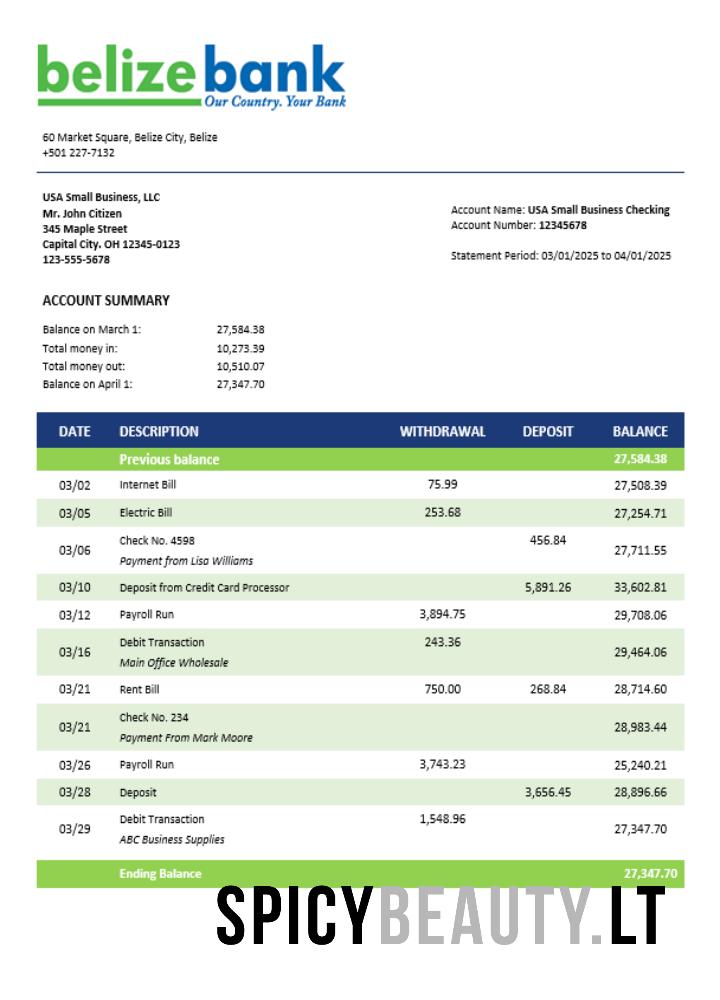 belizebank
Our Country. Your Bank
60 Market Square, Belize City, Belize
+501 227-7132
USA Small Business, LLC
Mr. John Citizen
345 Maple Street
Capital City. OH 12345-0123
123-555-5678
Account Name: USA Small Business Checking
Account Number: 12345678
Statement Period: 03/01/2025 to 04/01/2025
ACCOUNT SUMMARY
Balance on March 1: 27,584.38
Total money in: 10,273.39
Total money out: 10,510.07
Balance on April 1: 27,347.70
DATE DESCRIPTION WITHDRAWAL DEPOSIT BALANCE
Previous balance 27,584.38
03/02 Internet Bill 75.99 27,508.39
03/05 Electric Bill 253.68 27,254.71
03/06 Check No. 4598 456.84 27,711.55
Payment from Lisa Williams
03/10 Deposit from Credit Card Processor 5,891.26 33,602.81
03/12 Payroll Run 3,894.75 29,708.06
03/16 Debit Transaction 243.36 29,464.06
Main Office Wholesale
03/21 Rent Bill 750.00 268.84 28,714.60
03/21 Check No. 234 28,983.44
Payment From Mark Moore
03/26 Payroll Run 3,743.23 25,240.21
03/28 Deposit 3,656.45 28,896.66
03/29 Debit Transaction 1,548.96 27,347.70
ABC Business Supplies
Ending Balance 27,347.70
SPICYBEAUTY.LT